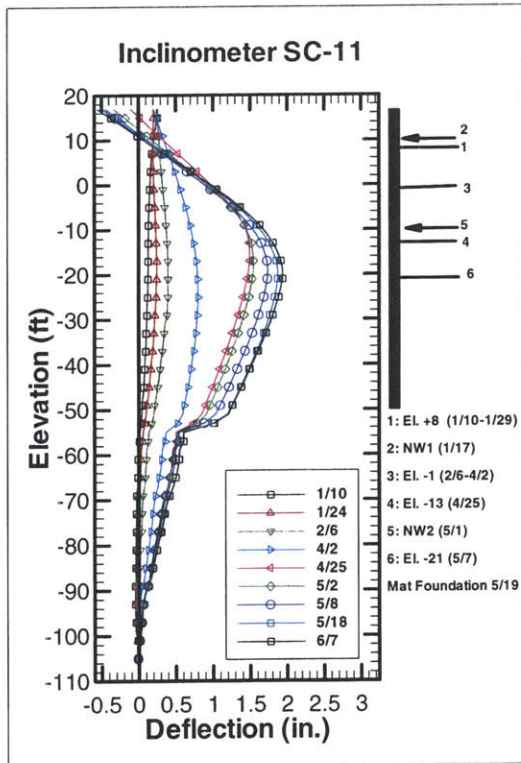 Inclinometer SC-11
20
10
0
-10
-20
-30
-40
-50
-60
-70
-80
-90
-100
-110
Elevation (ft)
-0.5 0 0.5 1 1.5 2 2.5 3
Deflection (in.)
1/10
1/24
2/6
4/2
4/25
5/2
5/8
5/18
6/7
2
1
3
5
4
6
1: El. +8 (1/10-1/29)
2: NW1 (1/17)
3: El. -1 (2/6-4/2)
4: El. -13 (4/25)
5: NW2 (5/1)
6: El. -21 (5/7)
Mat Foundation 5/19